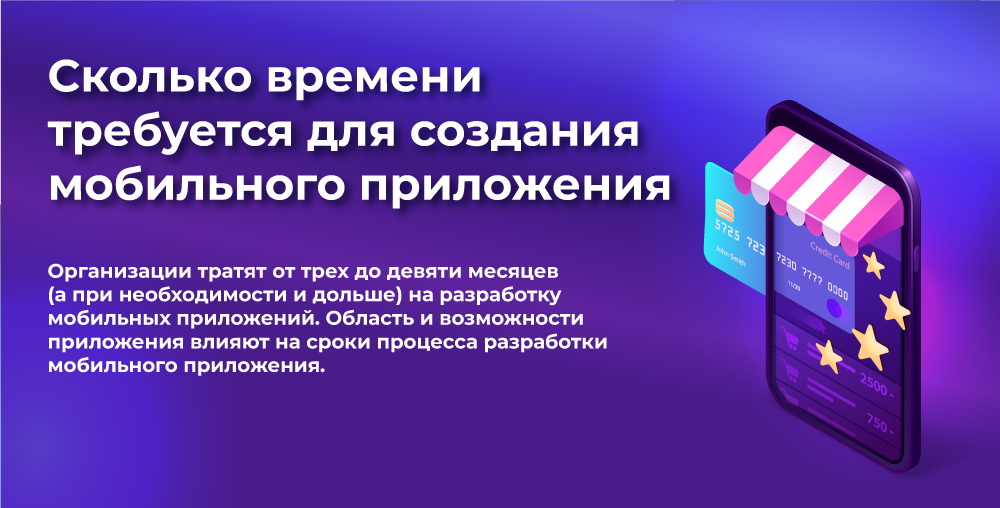 Сколько времени
требуется для создания
мобильного приложения
Организации тратят от трех до девяти месяцев
(а при необходимости и дольше) на разработку
мобильных приложений. Область и возможности
приложения влияют на сроки процесса разработки
мобильного приложения.
Credit Card
5725 723
7230 7777 0000
John Smith
11/20
2500 -
750 -